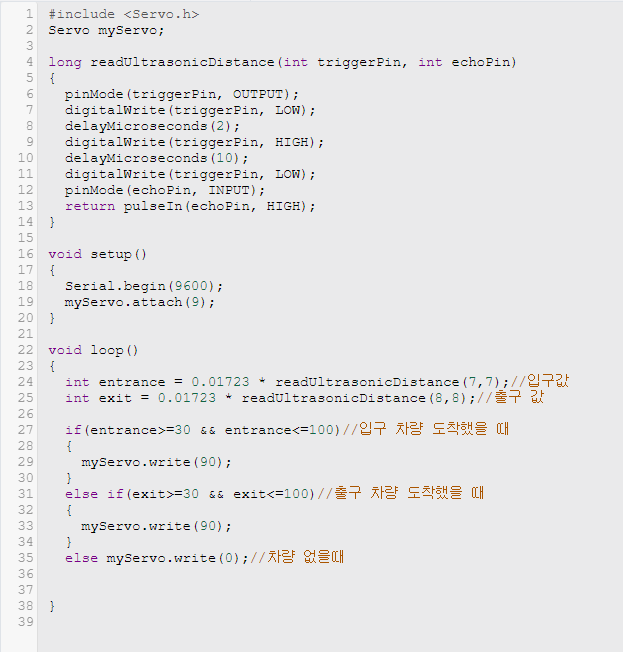 1 #include <Servo.h>
2 Servo myServo;
3
4 long readUltrasonicDistance(int triggerPin, int echoPin)
5 {
6   pinMode(triggerPin, OUTPUT);
7   digitalWrite(triggerPin, LOW);
8   delayMicroseconds(2);
9   digitalWrite(triggerPin, HIGH);
10   delayMicroseconds(10);
11   digitalWrite(triggerPin, LOW);
12   pinMode(echoPin, INPUT);
13   return pulseIn(echoPin, HIGH);
14 }
15
16 void setup()
17 {
18   Serial.begin(9600);
19   myServo.attach(9);
20 }
21
22 void loop()
23 {
24   int entrance = 0.01723 * readUltrasonicDistance(7,7);//입구값
25   int exit = 0.01723 * readUltrasonicDistance(8,8);//출구 값
26
27   if(entrance>=30 && entrance<=100)//입구 차량 도착했을 때
28   {
29     myServo.write(90);
30   }
31   else if(exit>=30 && exit<=100)//출구 차량 도착했을 때
32   {
33     myServo.write(90);
34   }
35   else myServo.write(0);//차량 없을때
36
37
38 }
39